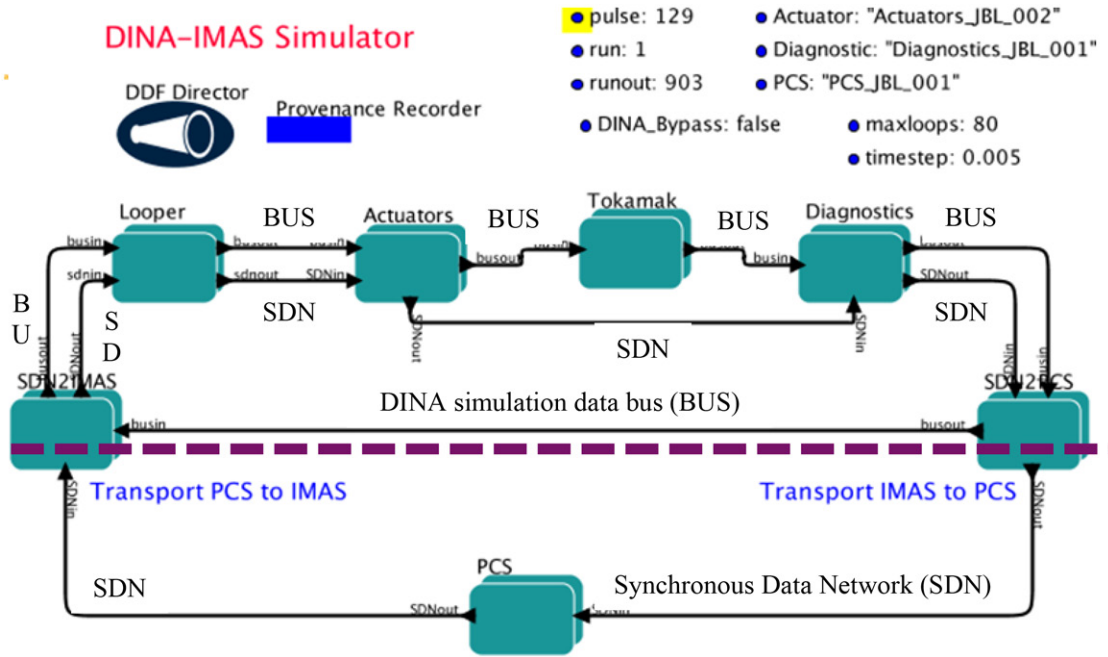 DINA-IMAS Simulator
pulse: 129
Actuator: "Actuators_JBL_002"
run: 1
Diagnostic: "Diagnostics_JBL_001"
runout: 903
PCS: "PCS_JBL_001"
DDF Director
Provenance Recorder
DINA_Bypass: false
maxloops: 80
timestep: 0.005
Looper
BUS
Actuators
BUS
Tokamak
BUS
Diagnostics
BUS
busin
busout
busin
sdnin
sdnout
SDNin
SDNout
SDN
SDN
SDNout
SDN
SDNin
B
U
S
D
busout
SDNin
busin
SDN2IMAS
SDN2PCS
DINA simulation data bus (BUS)
busin
busout
Transport PCS to IMAS
Transport IMAS to PCS
SDNin
SDNout
PCS
SDN
Synchronous Data Network (SDN)
SDNout